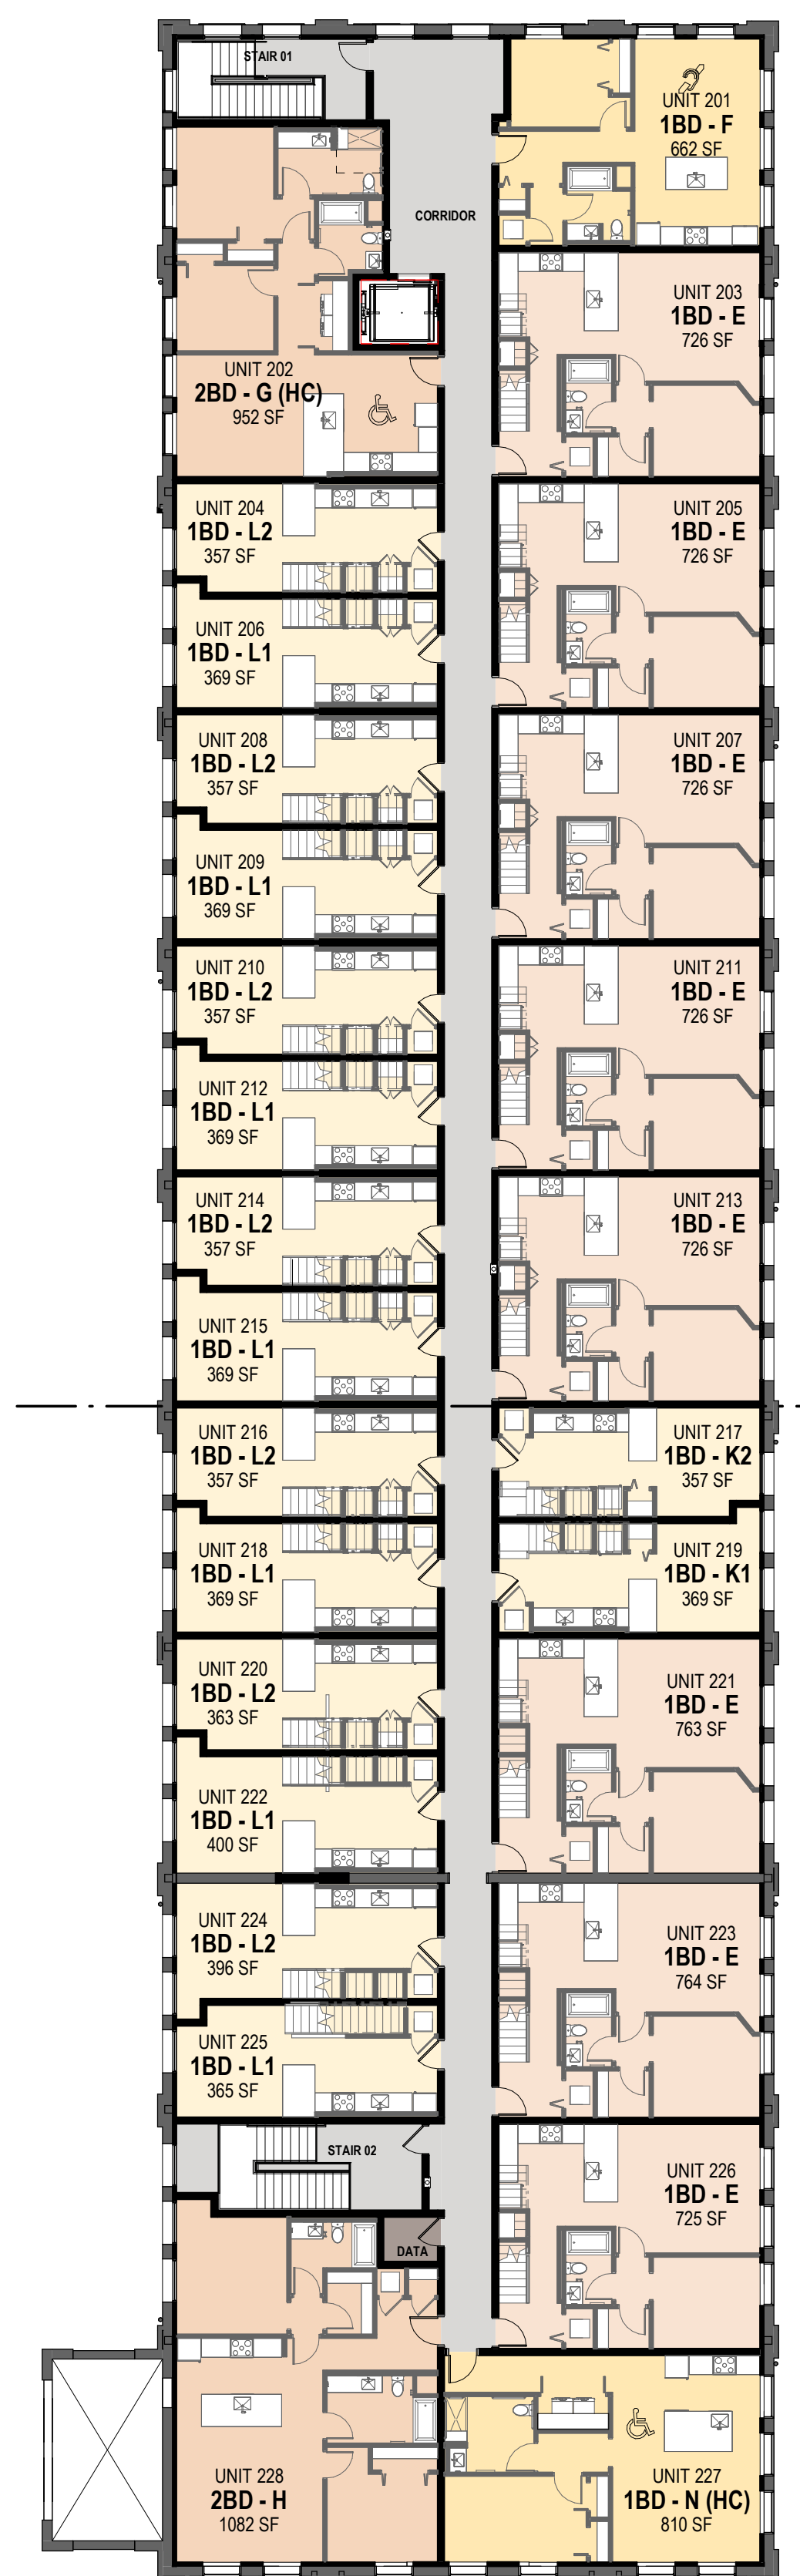 STAIR 01
UNIT 201
1BD - F
662 SF
CORRIDOR
UNIT 203
1BD - E
726 SF
UNIT 202
2BD - G (HC)
952 SF
UNIT 204
1BD - L2
357 SF
UNIT 205
1BD - E
726 SF
UNIT 206
1BD - L1
369 SF
UNIT 208
1BD - L2
357 SF
UNIT 207
1BD - E
726 SF
UNIT 209
1BD - L1
369 SF
UNIT 210
1BD - L2
357 SF
UNIT 211
1BD - E
726 SF
UNIT 212
1BD - L1
369 SF
UNIT 214
1BD - L2
357 SF
UNIT 213
1BD - E
726 SF
UNIT 215
1BD - L1
369 SF
UNIT 216
1BD - L2
357 SF
UNIT 217
1BD - K2
357 SF
UNIT 218
1BD - L1
369 SF
UNIT 219
1BD - K1
369 SF
UNIT 220
1BD - L2
363 SF
UNIT 221
1BD - E
763 SF
UNIT 222
1BD - L1
400 SF
UNIT 224
1BD - L2
396 SF
UNIT 223
1BD - E
764 SF
UNIT 225
1BD - L1
365 SF
STAIR 02
UNIT 226
1BD - E
725 SF
DATA
UNIT 228
2BD - H
1082 SF
UNIT 227
1BD - N (HC)
810 SF